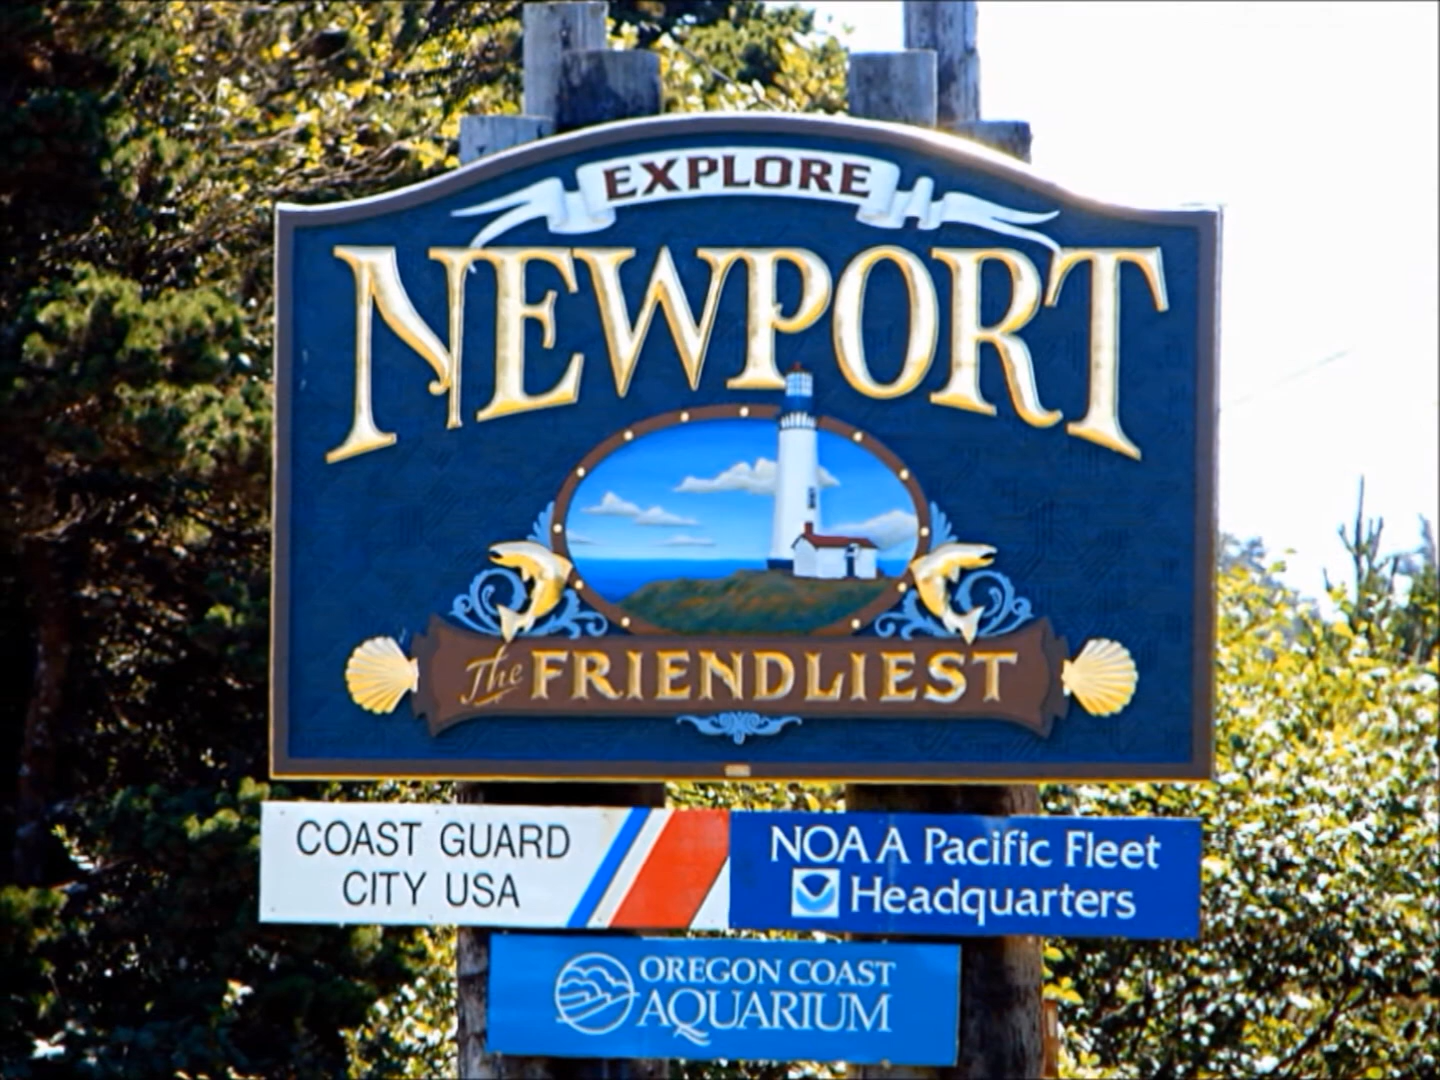 EXPLORE
NEWPORT
The FRIENDLIEST
COAST GUARD
CITY USA
NOAA Pacific Fleet
Headquarters
OREGON COAST
AQUARIUM